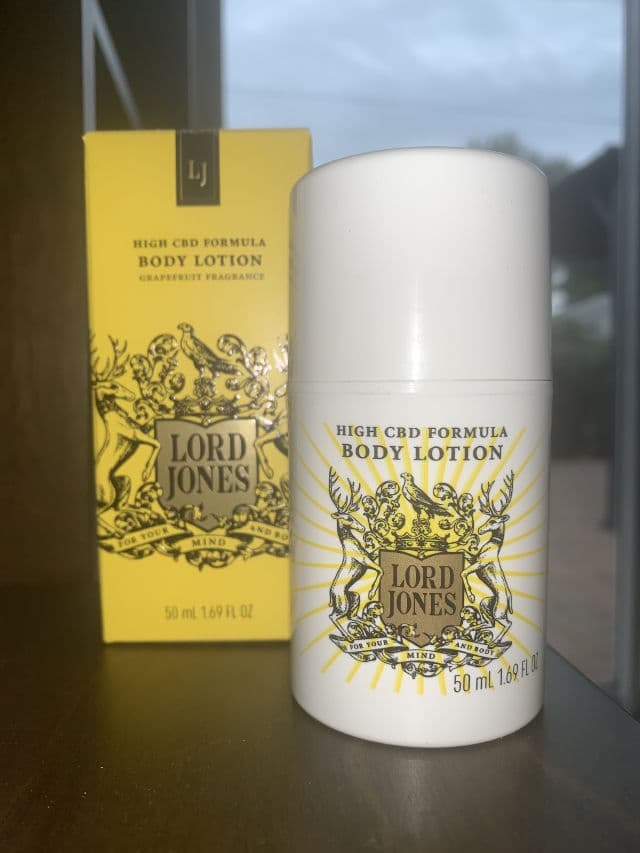 LJ
HIGH CBD FORMULA
BODY LOTION
GRAPEFRUIT FRAGRANCE
LORD
JONES
FOR YOUR MIND AND BO
50 mL 1.69 FL OZ
HIGH CBD FORMULA
BODY LOTION
LORD
JONES
FOR YOUR MIND AND BODY
50 mL 1.69 FL OZ